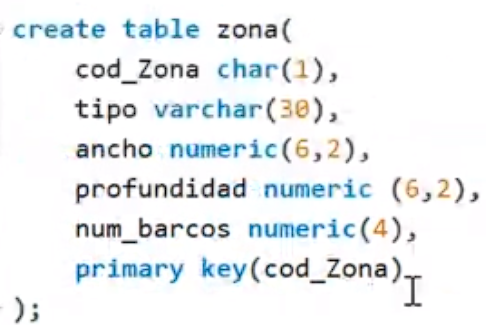 create table zona(
cod_Zona char(1),
tipo varchar(30),
ancho numeric(6,2),
profundidad numeric (6,2),
num_barcos numeric(4),
primary key(cod_Zona)
);